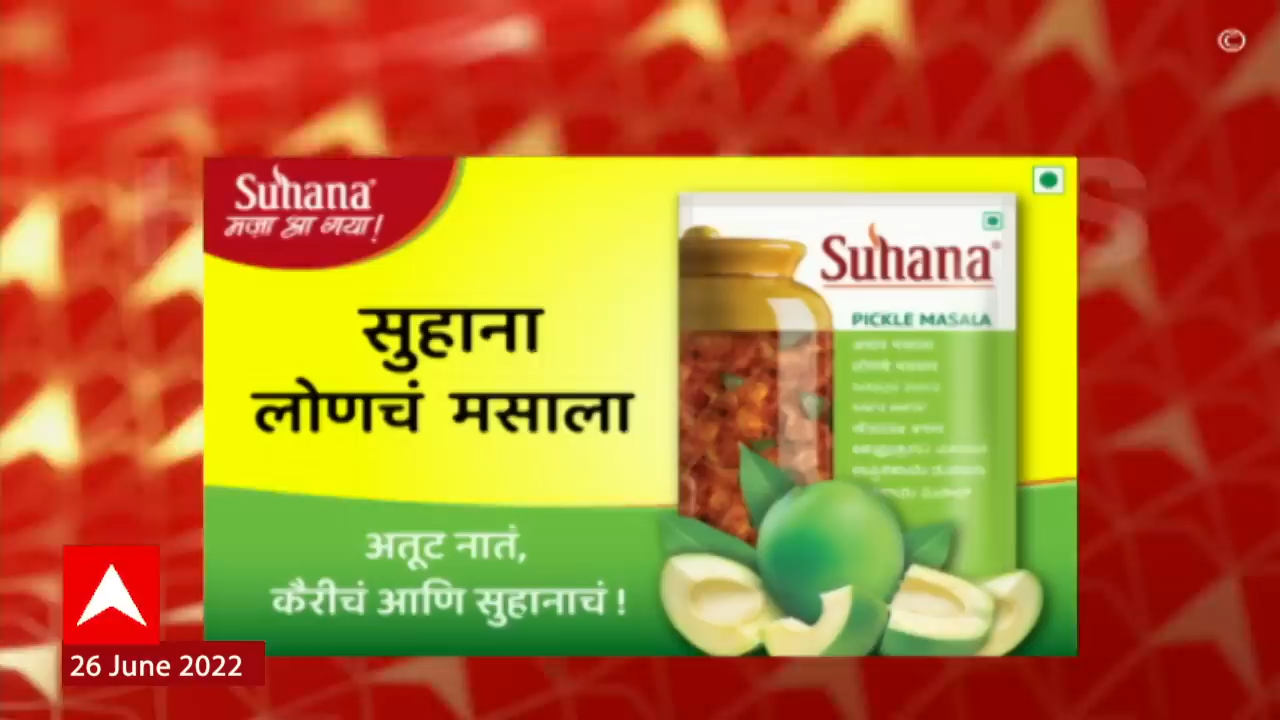 ©
Suhana®
मज़ा आ गया!
सुहाना
लोणचं मसाला
अतूट नातं,
कैरीचं आणि सुहानाचं !
Suhana®
PICKLE MASALA
26 June 2022